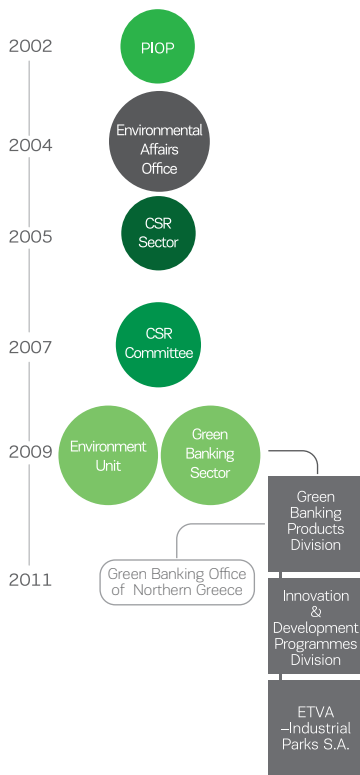 2002
PIOP
2004
Environmental
Affairs
Office
2005
CSR
Sector
2007
CSR
Committee
2009
Environment
Unit
Green
Banking
Sector
Green
Banking
Products
Division
2011
Green Banking Office
of Northern Greece
Innovation
&
Development
Programmes
Division
ETVA
–Industrial
Parks S.A.